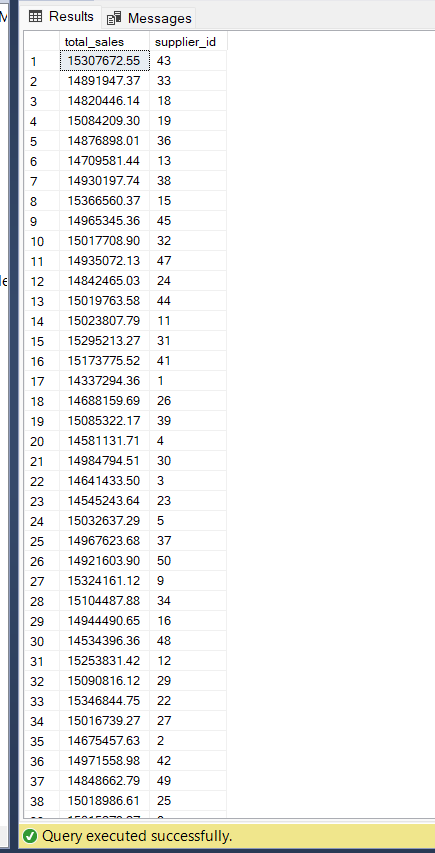 Results Messages
total_sales supplier_id
1 15307672.55 43
2 14891947.37 33
3 14820446.14 18
4 15084209.30 19
5 14876898.01 36
6 14709581.44 13
7 14930197.74 38
8 15366560.37 15
9 14965345.36 45
10 15017708.90 32
11 14935072.13 47
12 14842465.03 24
13 15019763.58 44
14 15023807.79 11
15 15295213.27 31
16 15173775.52 41
17 14337294.36 1
18 14688159.69 26
19 15085322.17 39
20 14581131.71 4
21 14984794.51 30
22 14641433.50 3
23 14545243.64 23
24 15032637.29 5
25 14967623.68 37
26 14921603.90 50
27 15324161.12 9
28 15104487.88 34
29 14944490.65 16
30 14534396.36 48
31 15253831.42 12
32 15090816.12 29
33 15346844.75 22
34 15016739.27 27
35 14675457.63 2
36 14971558.98 42
37 14848662.79 49
38 15018986.61 25
Query executed successfully.